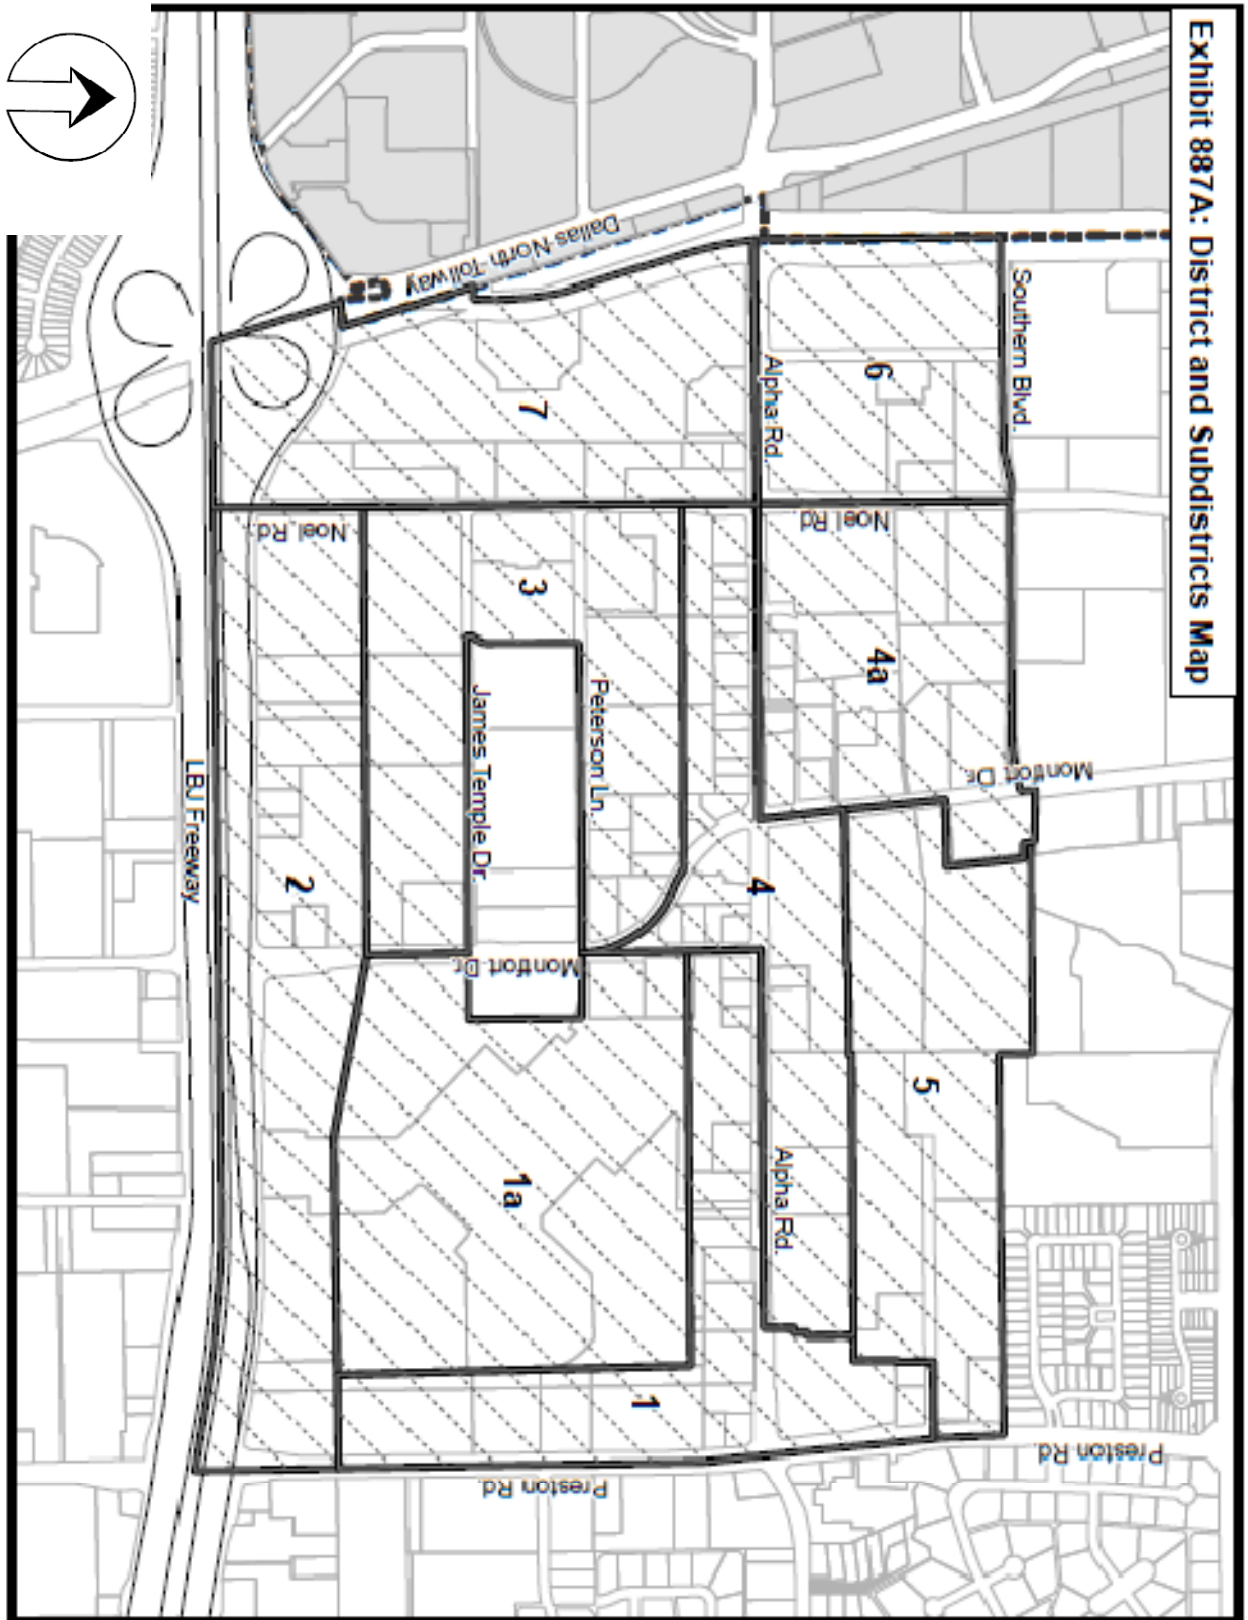 Exhibit 887A: District and Subdistricts Map
Southern Blvd.
Dallas North Tollway
6
Alpha Rd.
7
Noel Rd
Noel Rd.
4a
3
Montfort Dr.
Peterson Ln.
James Temple Dr.
LBJ Freeway
2
4
Montfort Dr.
5
1a
Alpha Rd.
1
Preston Rd.
Preston Rd.